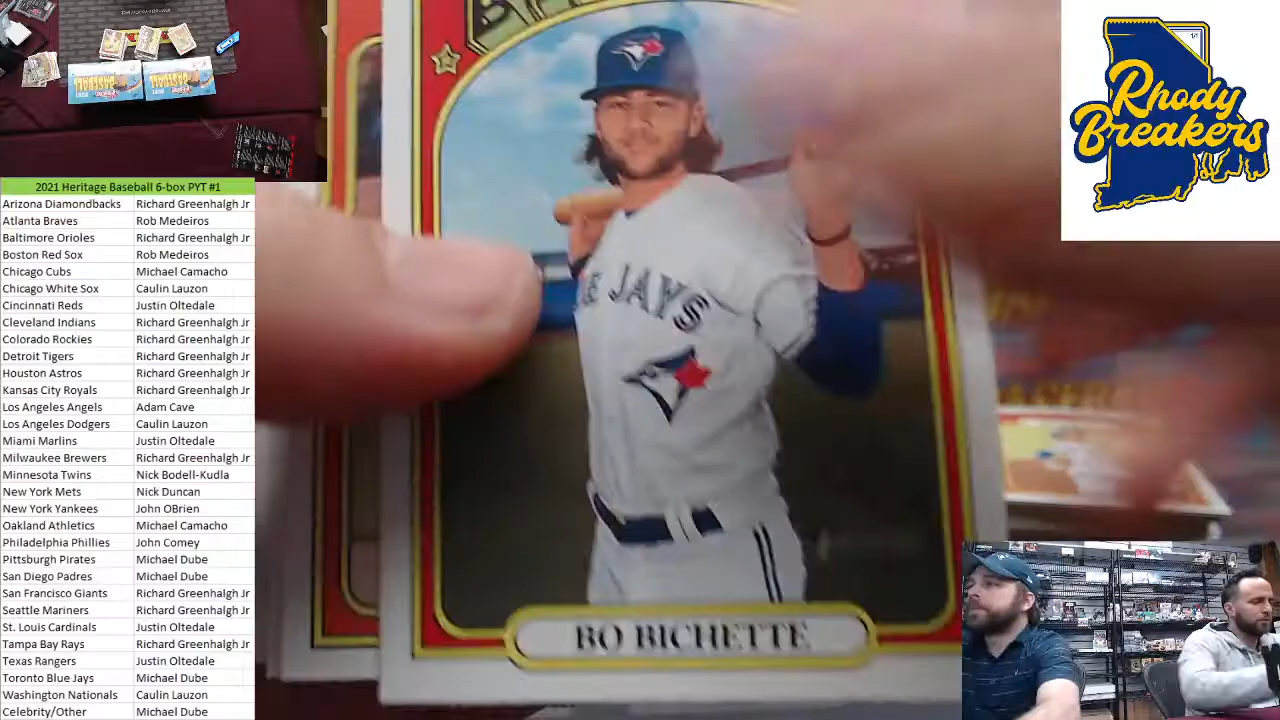 2021 Heritage Baseball 6-box PYT #1
Arizona Diamondbacks Richard Greenhalgh Jr
Atlanta Braves Rob Medeiros
Baltimore Orioles Richard Greenhalgh Jr
Boston Red Sox Rob Medeiros
Chicago Cubs Michael Camacho
Chicago White Sox Caulin Lauzon
Cincinnati Reds Justin Oltedale
Cleveland Indians Richard Greenhalgh Jr
Colorado Rockies Richard Greenhalgh Jr
Detroit Tigers Richard Greenhalgh Jr
Houston Astros Richard Greenhalgh Jr
Kansas City Royals Richard Greenhalgh Jr
Los Angeles Angels Adam Cave
Los Angeles Dodgers Caulin Lauzon
Miami Marlins Justin Oltedale
Milwaukee Brewers Richard Greenhalgh Jr
Minnesota Twins Nick Bodell-Kudla
New York Mets Nick Duncan
New York Yankees John OBrien
Oakland Athletics Michael Camacho
Philadelphia Phillies John Comey
Pittsburgh Pirates Michael Dube
San Diego Padres Michael Dube
San Francisco Giants Richard Greenhalgh Jr
Seattle Mariners Richard Greenhalgh Jr
St. Louis Cardinals Justin Oltedale
Tampa Bay Rays Richard Greenhalgh Jr
Texas Rangers Justin Oltedale
Toronto Blue Jays Michael Dube
Washington Nationals Caulin Lauzon
Celebrity/Other Michael Dube
JAYS
BO BICHETTE
Rhody
Breakers
1/1
BASEBALL
BASEBALL